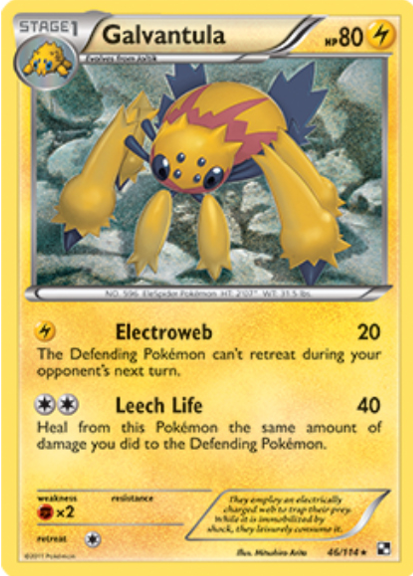 STAGE1
Galvantula
HP80
Evolves from Joltik
NO. 596 EleSpider Pokémon HT: 2'07" WT: 31.5 lbs.
Electroweb 20
The Defending Pokémon can't retreat during your
opponent's next turn.
Leech Life 40
Heal from this Pokémon the same amount of
damage you did to the Defending Pokémon.
weakness
×2
resistance
retreat
They employ an electrically
charged web to trap their prey.
While it is immobilized by
shock, they leisurely consume it.
©2011 Pokémon
Illus. Mitsuhiro Arita
46/114 ★